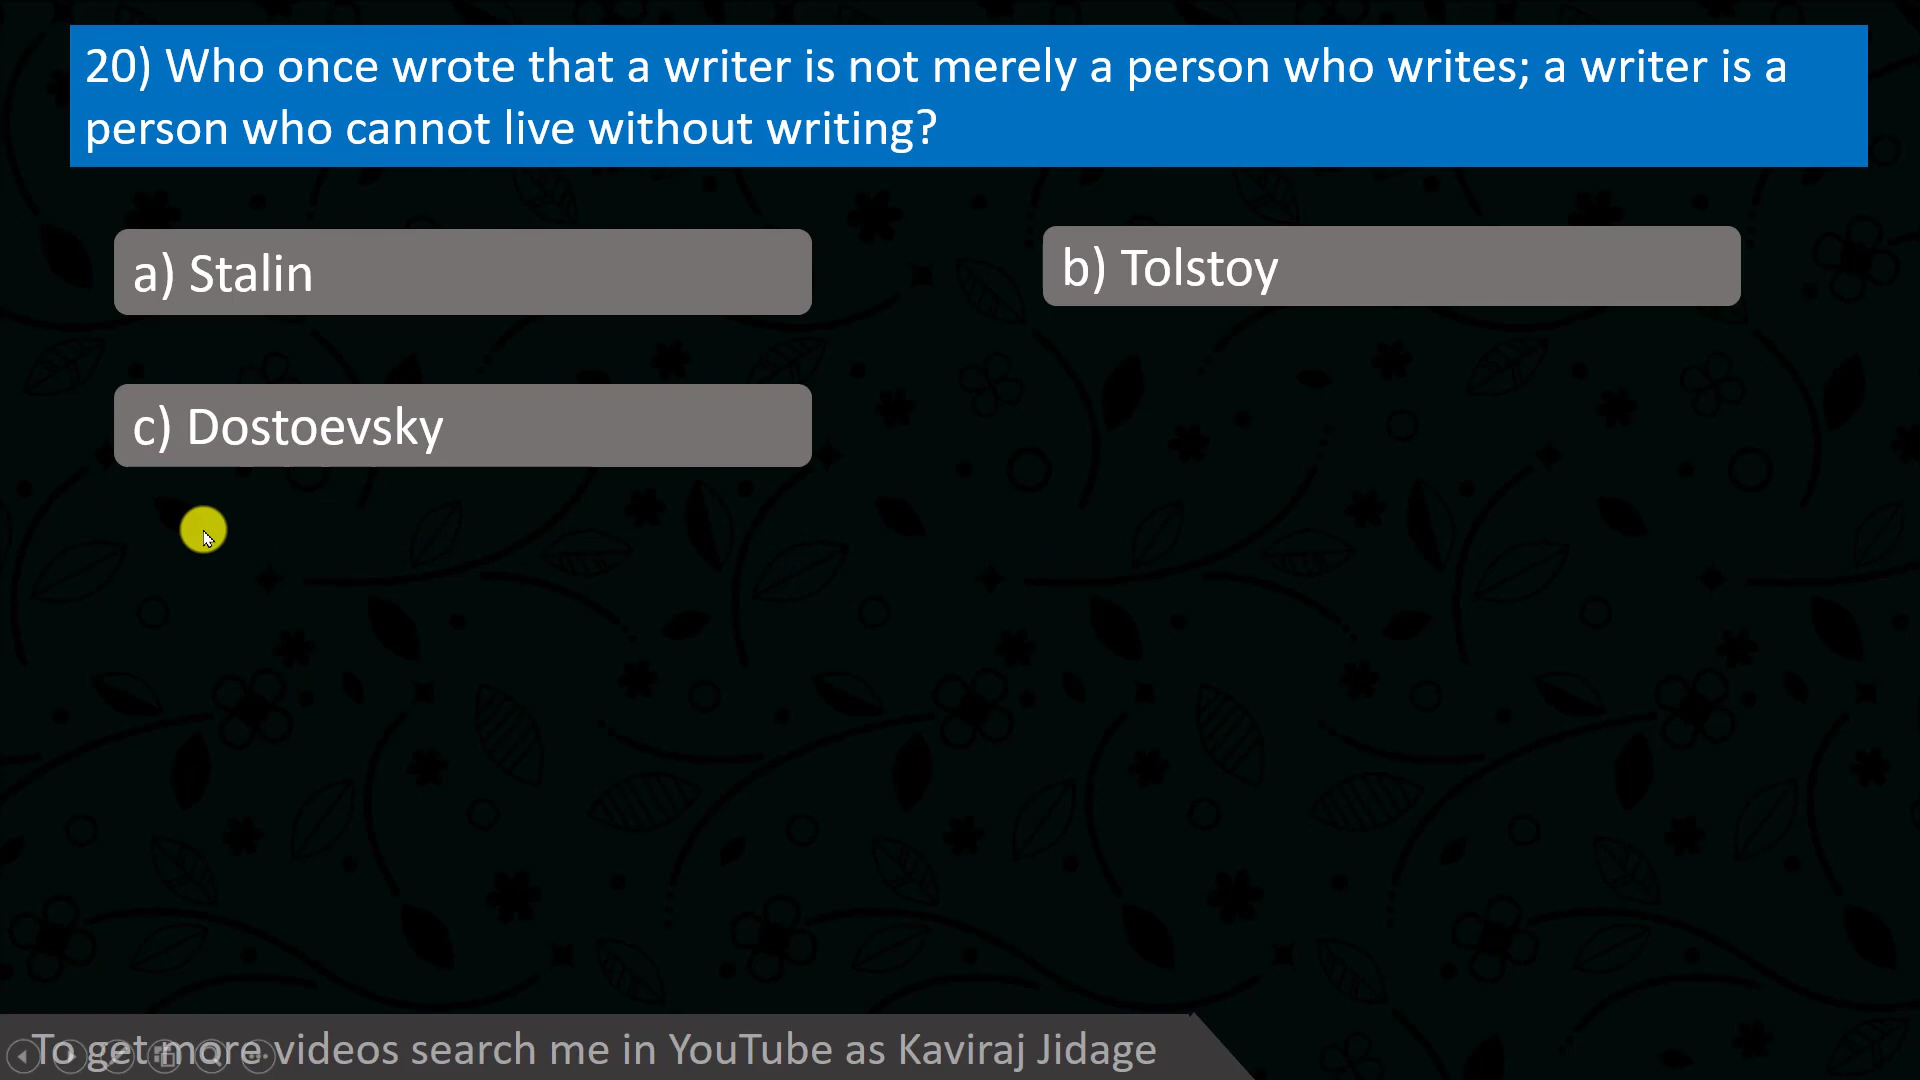 20) Who once wrote that a writer is not merely a person who writes; a writer is a
person who cannot live without writing?
a) Stalin
b) Tolstoy
c) Dostoevsky
To get more videos search me in YouTube as Kaviraj Jidage